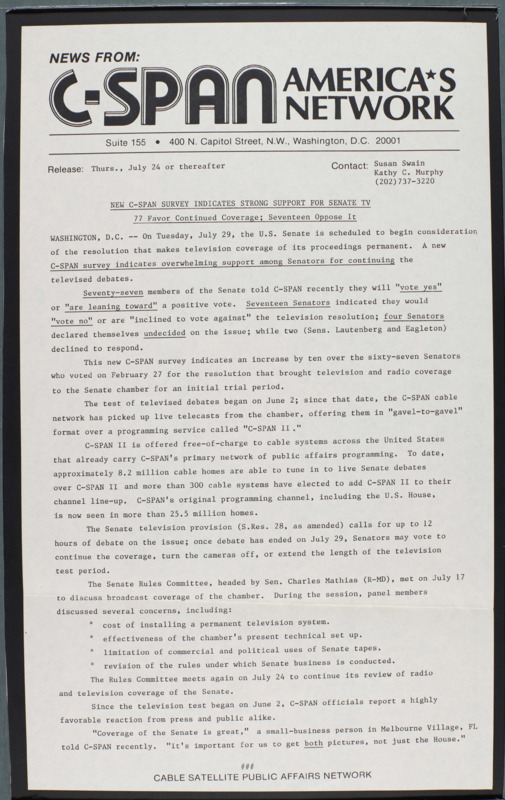 NEWS FROM:
C-SPAN AMERICA★S NETWORK
Suite 155 • 400 N. Capitol Street, N.W., Washington, D.C. 20001
Release: Thurs., July 24 or thereafter
Contact: Susan Swain
Kathy C. Murphy
(202)737-3220
NEW C-SPAN SURVEY INDICATES STRONG SUPPORT FOR SENATE TV
77 Favor Continued Coverage; Seventeen Oppose It
WASHINGTON, D.C. -- On Tuesday, July 29, the U.S. Senate is scheduled to begin consideration
of the resolution that makes television coverage of its proceedings permanent. A new
C-SPAN survey indicates overwhelming support among Senators for continuing the
televised debates.
Seventy-seven members of the Senate told C-SPAN recently they will "vote yes"
or "are leaning toward" a positive vote. Seventeen Senators indicated they would
"vote no" or are "inclined to vote against" the television resolution; four Senators
declared themselves undecided on the issue; while two (Sens. Lautenberg and Eagleton)
declined to respond.
This new C-SPAN survey indicates an increase by ten over the sixty-seven Senators
who voted on February 27 for the resolution that brought television and radio coverage
to the Senate chamber for an initial trial period.
The test of televised debates began on June 2; since that date, the C-SPAN cable
network has picked up live telecasts from the chamber, offering them in "gavel-to-gavel"
format over a programming service called "C-SPAN II."
C-SPAN II is offered free-of-charge to cable systems across the United States
that already carry C-SPAN's primary network of public affairs programming. To date,
approximately 8.2 million cable homes are able to tune in to live Senate debates
over C-SPAN II and more than 300 cable systems have elected to add C-SPAN II to their
channel line-up. C-SPAN's original programming channel, including the U.S. House,
is now seen in more than 25.5 million homes.
The Senate television provision (S.Res. 28, as amended) calls for up to 12
hours of debate on the issue; once debate has ended on July 29, Senators may vote to
continue the coverage, turn the cameras off, or extend the length of the television
test period.
The Senate Rules Committee, headed by Sen. Charles Mathias (R-MD), met on July 17
to discuss broadcast coverage of the chamber. During the session, panel members
discussed several concerns, including:
* cost of installing a permanent television system.
* effectiveness of the chamber's present technical set up.
* limitation of commercial and political uses of Senate tapes.
* revision of the rules under which Senate business is conducted.
The Rules Committee meets again on July 24 to continue its review of radio
and television coverage of the Senate.
Since the television test began on June 2, C-SPAN officials report a highly
favorable reaction from press and public alike.
"Coverage of the Senate is great," a small-business person in Melbourne Village, FL
told C-SPAN recently. "It's important for us to get both pictures, not just the House."
###
CABLE SATELLITE PUBLIC AFFAIRS NETWORK